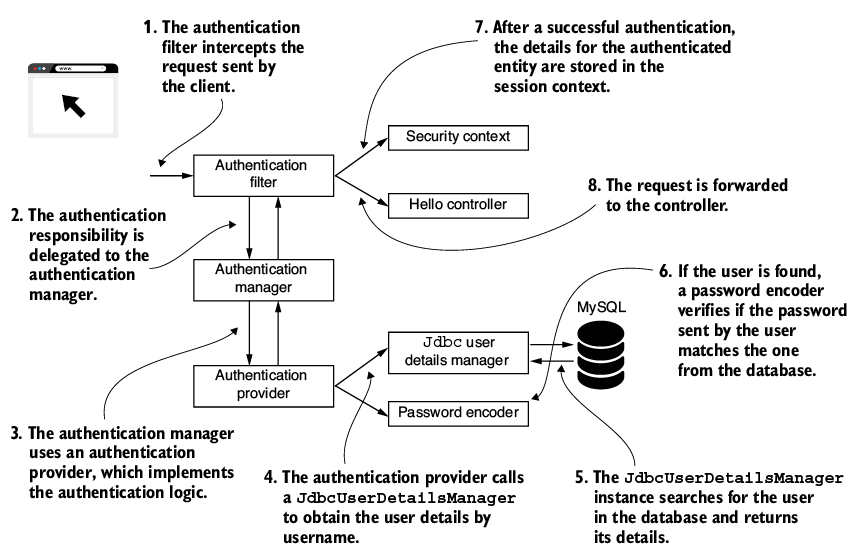 1. The authentication
filter intercepts the
request sent by
the client.
7. After a successful authentication,
the details for the authenticated
entity are stored in the
session context.
www.
Security context
Authentication
filter
Hello controller
8. The request is forwarded
to the controller.
2. The authentication
responsibility is
delegated to the
authentication
manager.
Authentication
manager
6. If the user is found,
a password encoder
verifies if the password
sent by the user
matches the one
from the database.
MySQL
Jdbc user
details manager
Authentication
provider
Password encoder
3. The authentication manager
uses an authentication
provider, which implements
the authentication logic.
4. The authentication provider calls
a JdbcUserDetailsManager
to obtain the user details by
username.
5. The JdbcUserDetailsManager
instance searches for the user
in the database and returns
its details.